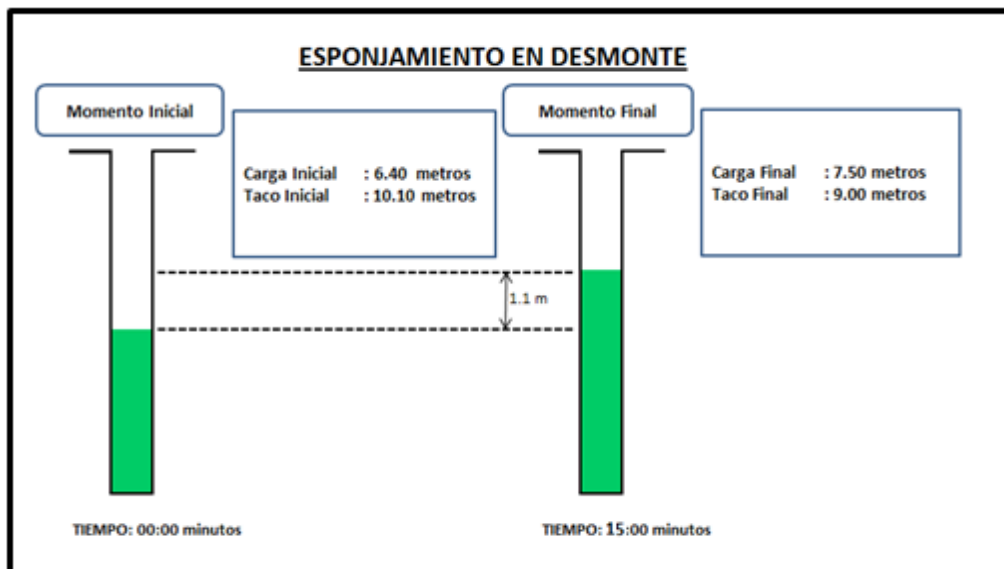 ESPONJAMIENTO EN DESMONTE
Momento Inicial
Carga Inicial : 6.40 metros
Taco Inicial : 10.10 metros
Momento Final
Carga Final : 7.50 metros
Taco Final : 9.00 metros
1.1 m
TIEMPO: 00:00 minutos
TIEMPO: 15:00 minutos